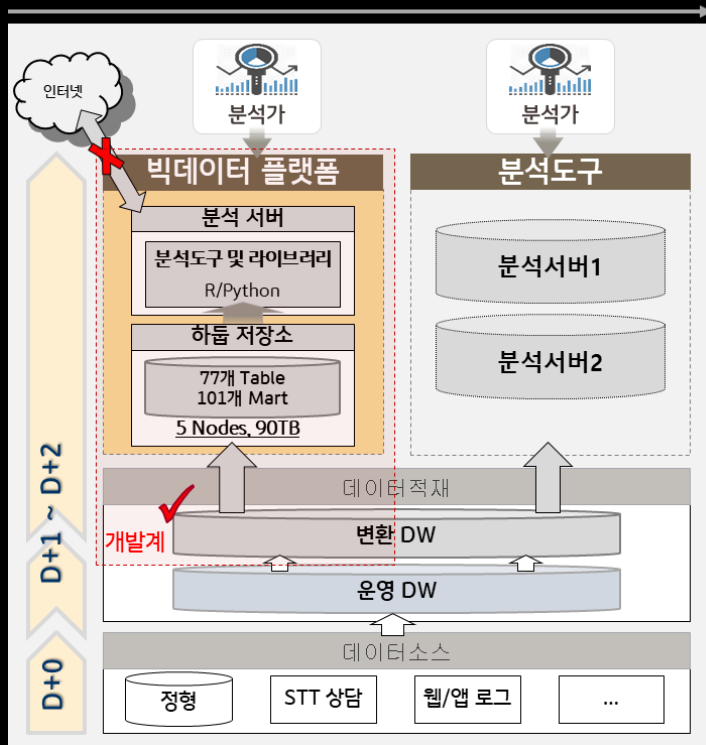 인터넷
분석가
분석가
빅데이터 플랫폼
분석도구
분석 서버
분석도구 및 라이브러리
R/Python
하둡 저장소
77개 Table
101개 Mart
5 Nodes, 90TB
분석서버1
분석서버2
D+1 ~ D+2
데이터적재
개발계
변환 DW
운영 DW
D+0
데이터소스
정형
STT 상담
웹/앱 로그
...